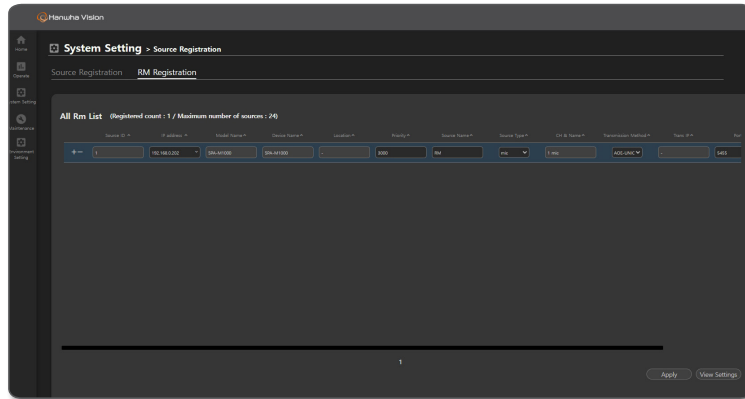 Hanwha Vision
Home
Operate
System Setting
Maintenance
Environment Setting
System Setting > Source Registration
Source Registration RM Registration
All Rm List (Registered count : 1 / Maximum number of sources : 24)
Source ID IP address Model Name Device Name Location Priority Source Name Source Type CH & Name Transmission Method Trans. IP
1 192.168.0.202 SPA-M1000 SPA-M1000 - 3000 RM mic 1 mic AOE-UNIC - 5455
1
Apply View Settings